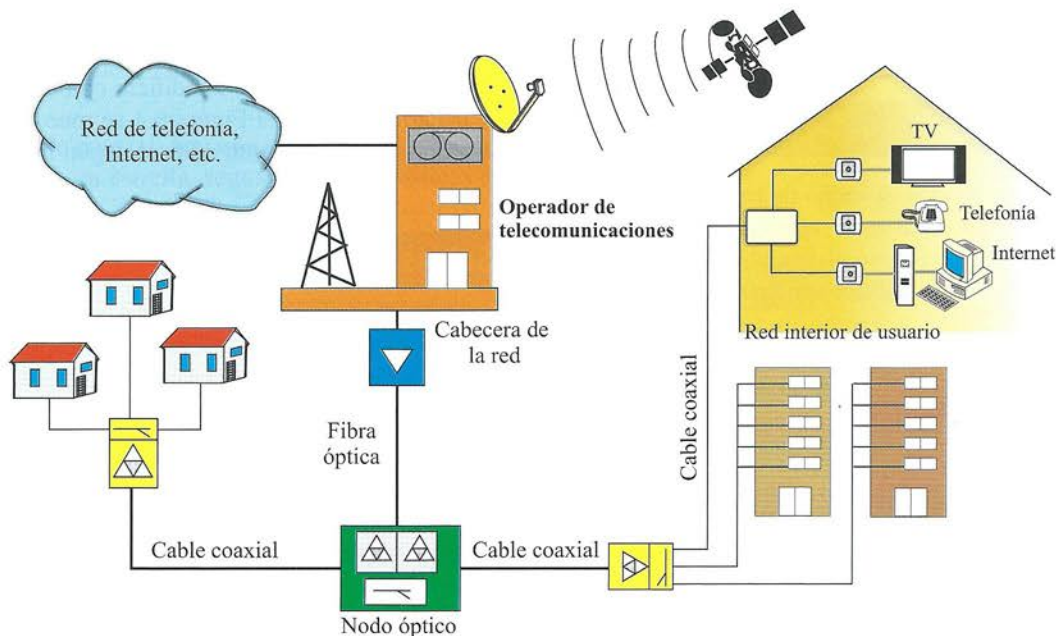 Red de telefonía,
Internet, etc.
Operador de
telecomunicaciones
TV
Telefonía
Internet
Red interior de usuario
Cabecera de
la red
Fibra
óptica
Cable coaxial
Cable coaxial
Cable coaxial
Nodo óptico